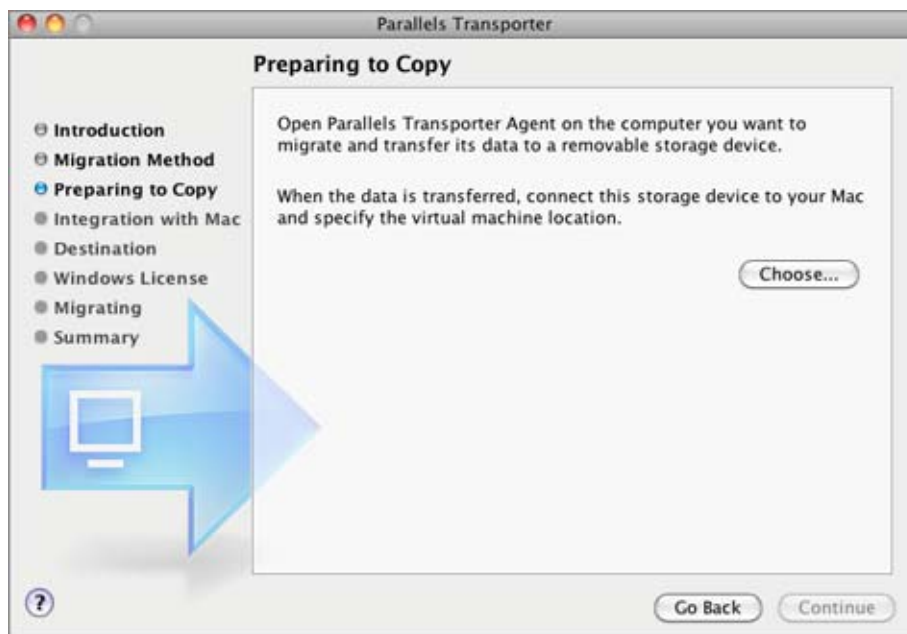 Parallels Transporter
Preparing to Copy
Introduction
Migration Method
Preparing to Copy
Integration with Mac
Destination
Windows License
Migrating
Summary
Open Parallels Transporter Agent on the computer you want to
migrate and transfer its data to a removable storage device.
When the data is transferred, connect this storage device to your Mac
and specify the virtual machine location.
Choose...
?
Go Back
Continue